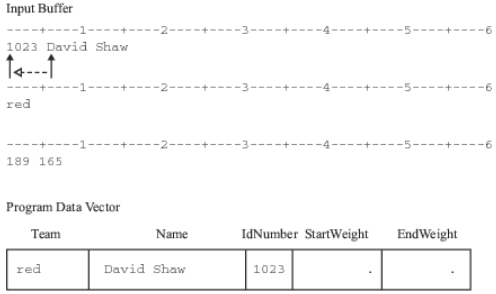 Input Buffer
----+----1----+----2----+----3----+----4----+----5----+----6
1023 David Shaw
----+----1----+----2----+----3----+----4----+----5----+----6
red
----+----1----+----2----+----3----+----4----+----5----+----6
189 165
Program Data Vector
Team Name IdNumber StartWeight EndWeight
red David Shaw 1023 . .